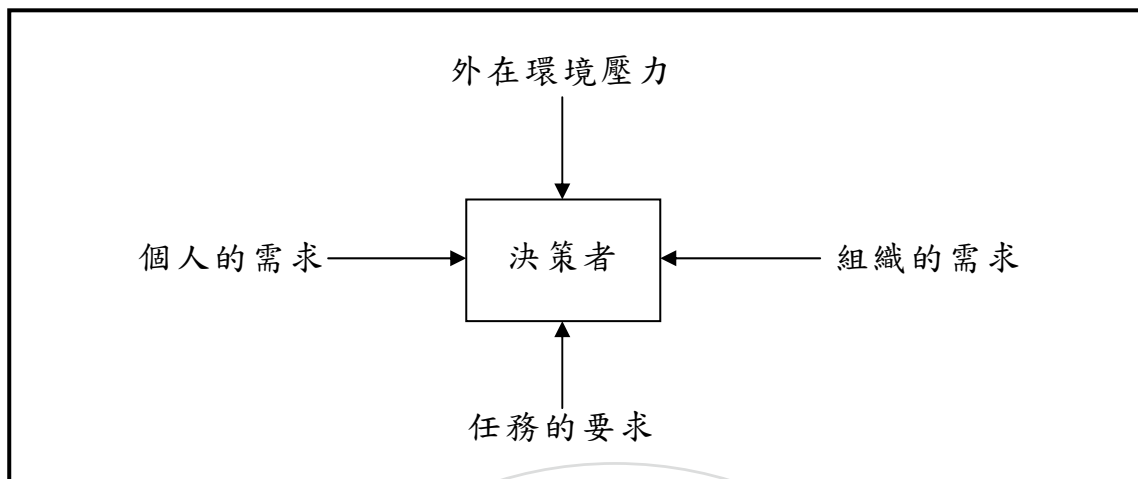 外在環境壓力
個人的需求
決策者
組織的需求
任務的要求